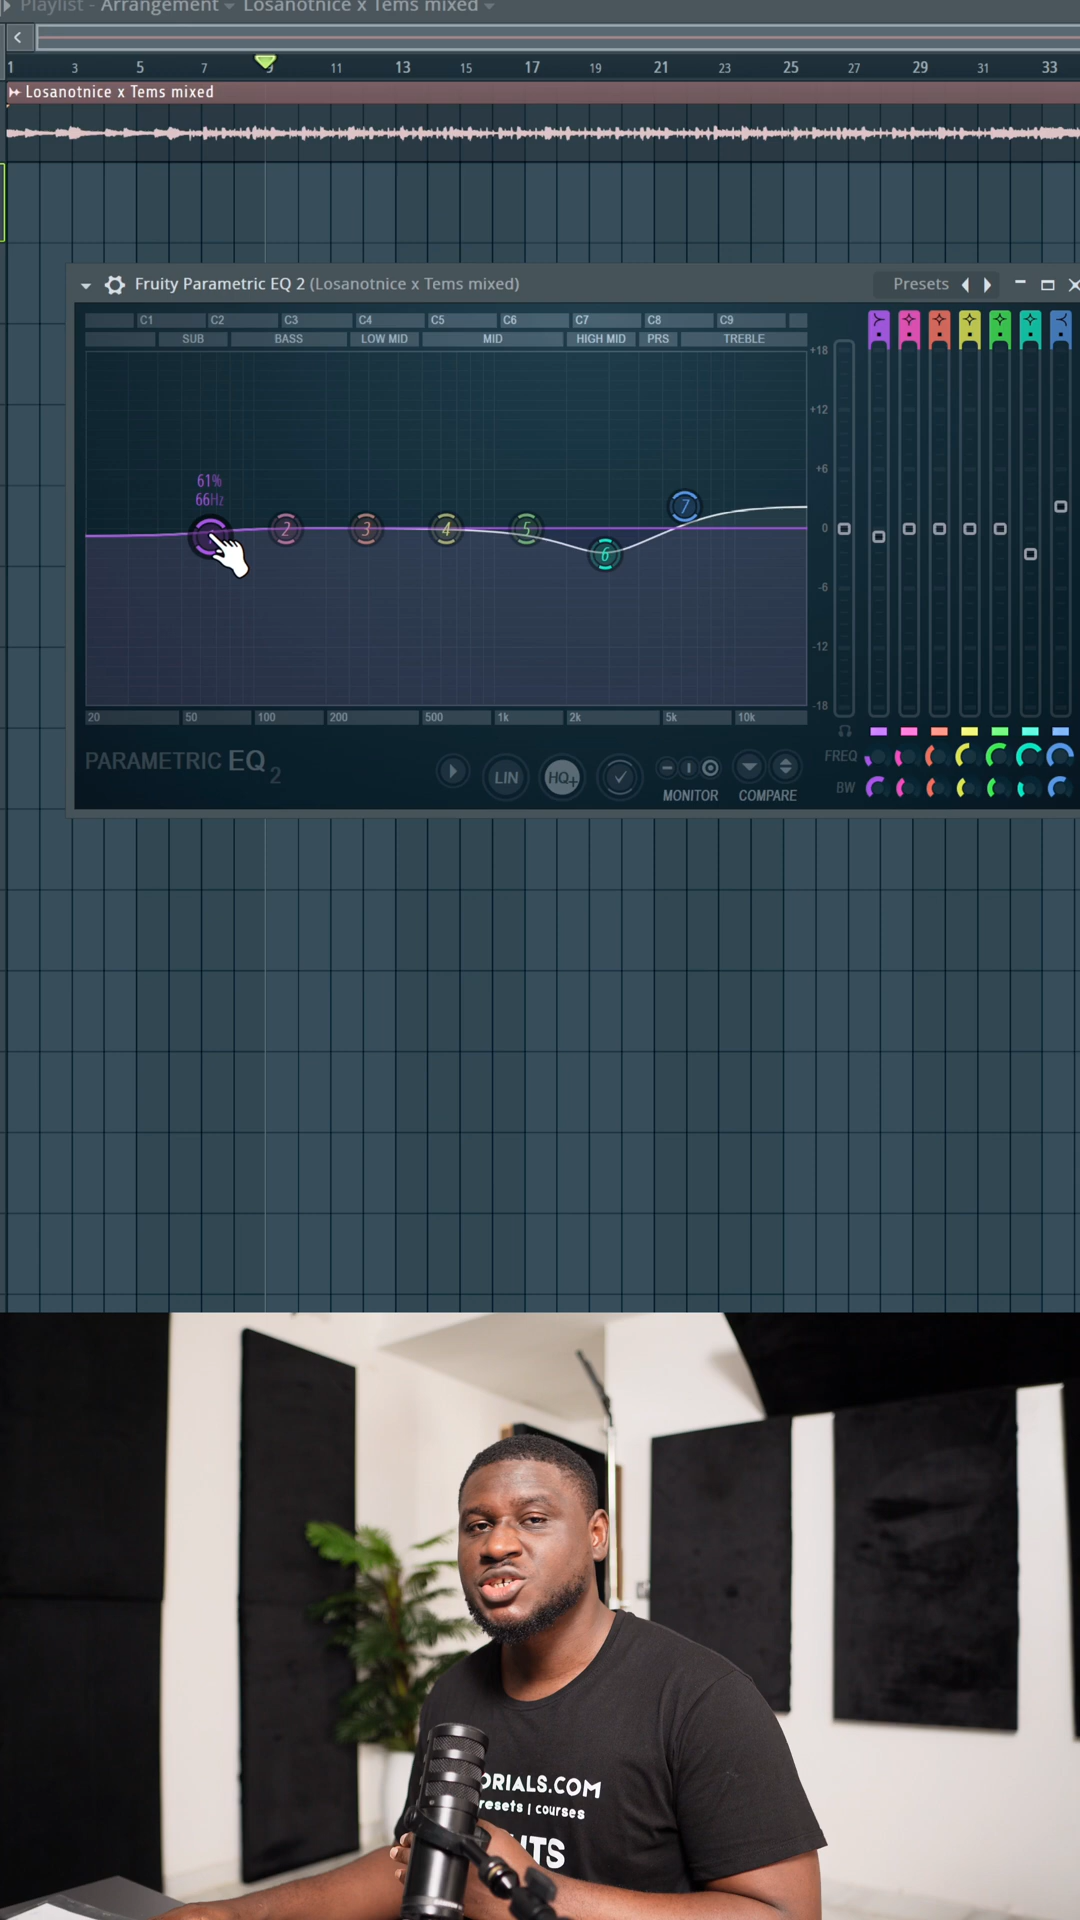 Playlist - Arrangement Losanotnice x Tems mixed
1 3 5 7 9 11 13 15 17 19 21 23 25 27 29 31 33
Losanotnice x Tems mixed
Fruity Parametric EQ 2 (Losanotnice x Tems mixed) Presets
C1 C2 C3 C4 C5 C6 C7 C8 C9
SUB BASS LOW MID MID HIGH MID PRS TREBLE
+18
+12
+6
0
-6
-12
-18
61%
66Hz
2 3 4 5 6 7
20 50 100 200 500 1k 2k 5k 10k
PARAMETRIC EQ 2
LIN HQ+
MONITOR COMPARE
FREQ
BW
ORIALS.COM
resets | courses